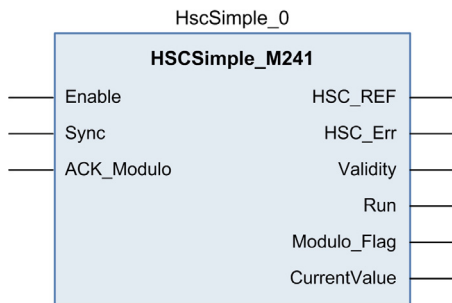 HscSimple_0
HSCSimple_M241
Enable HSC_REF
Sync HSC_Err
ACK_Modulo Validity
Run
Modulo_Flag
CurrentValue